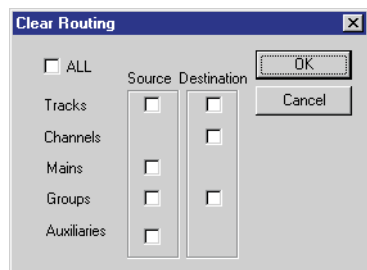 Clear Routing
ALL
Source Destination
OK
Tracks
Cancel
Channels
Mains
Groups
Auxiliaries